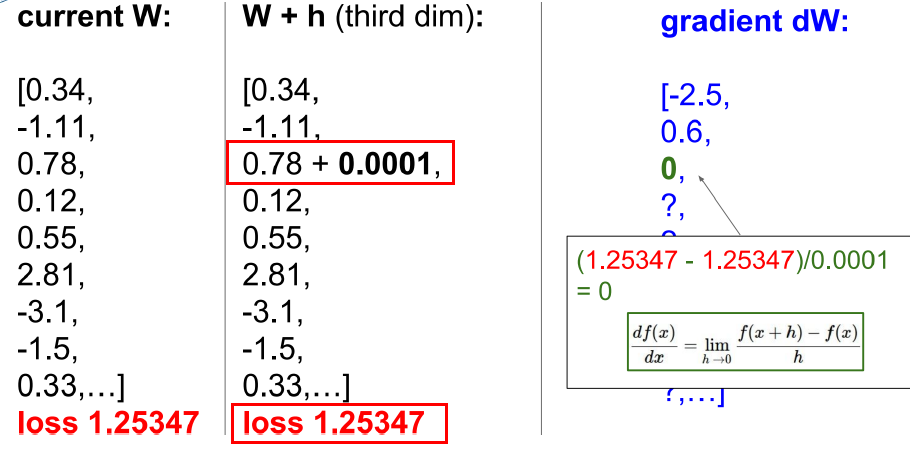 current W:
[0.34,
-1.11,
0.78,
0.12,
0.55,
2.81,
-3.1,
-1.5,
0.33,…]
loss 1.25347
W + h (third dim):
[0.34,
-1.11,
0.78 + 0.0001,
0.12,
0.55,
2.81,
-3.1,
-1.5,
0.33,…]
loss 1.25347
gradient dW:
[-2.5,
0.6,
0,
?,
(1.25347 - 1.25347)/0.0001
= 0
df(x)/dx = lim h→0 f(x + h) − f(x)/h
?,…]